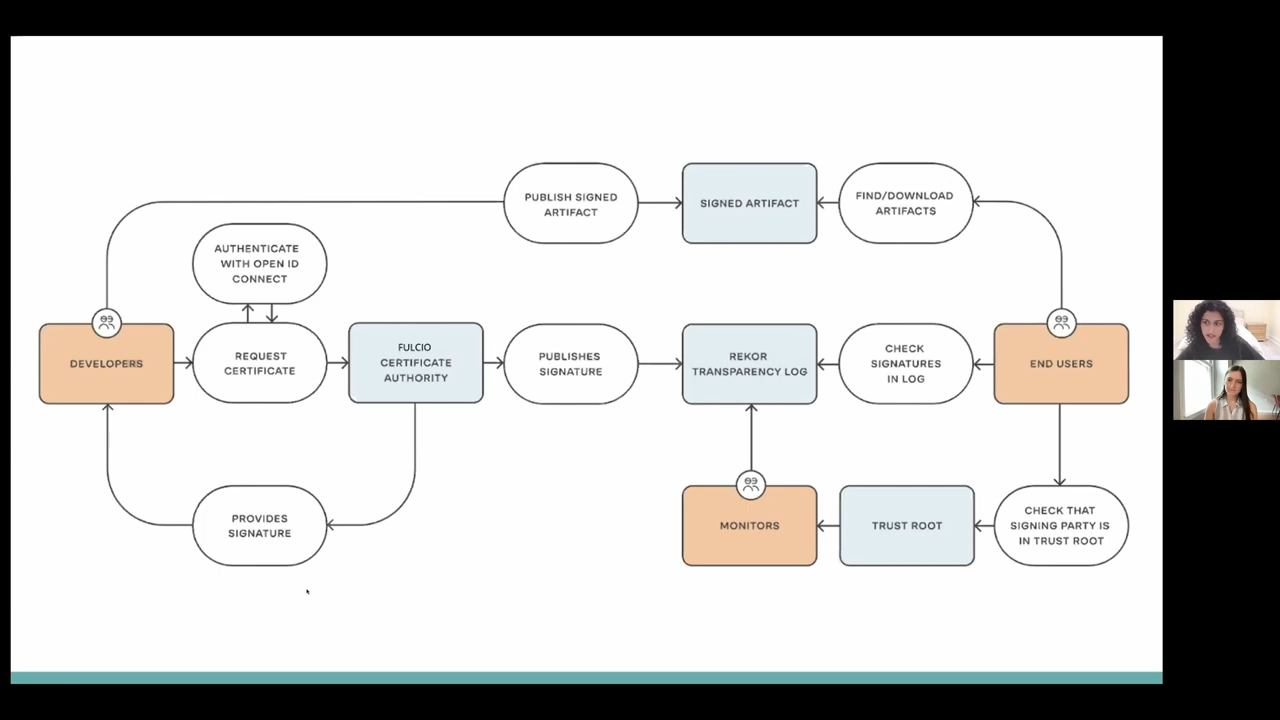 PUBLISH SIGNED
ARTIFACT
SIGNED ARTIFACT
FIND/DOWNLOAD
ARTIFACTS
AUTHENTICATE
WITH OPEN ID
CONNECT
DEVELOPERS
REQUEST
CERTIFICATE
FULCIO
CERTIFICATE
AUTHORITY
PUBLISHES
SIGNATURE
REKOR
TRANSPARENCY LOG
CHECK
SIGNATURES
IN LOG
END USERS
PROVIDES
SIGNATURE
MONITORS
TRUST ROOT
CHECK THAT
SIGNING PARTY IS
IN TRUST ROOT